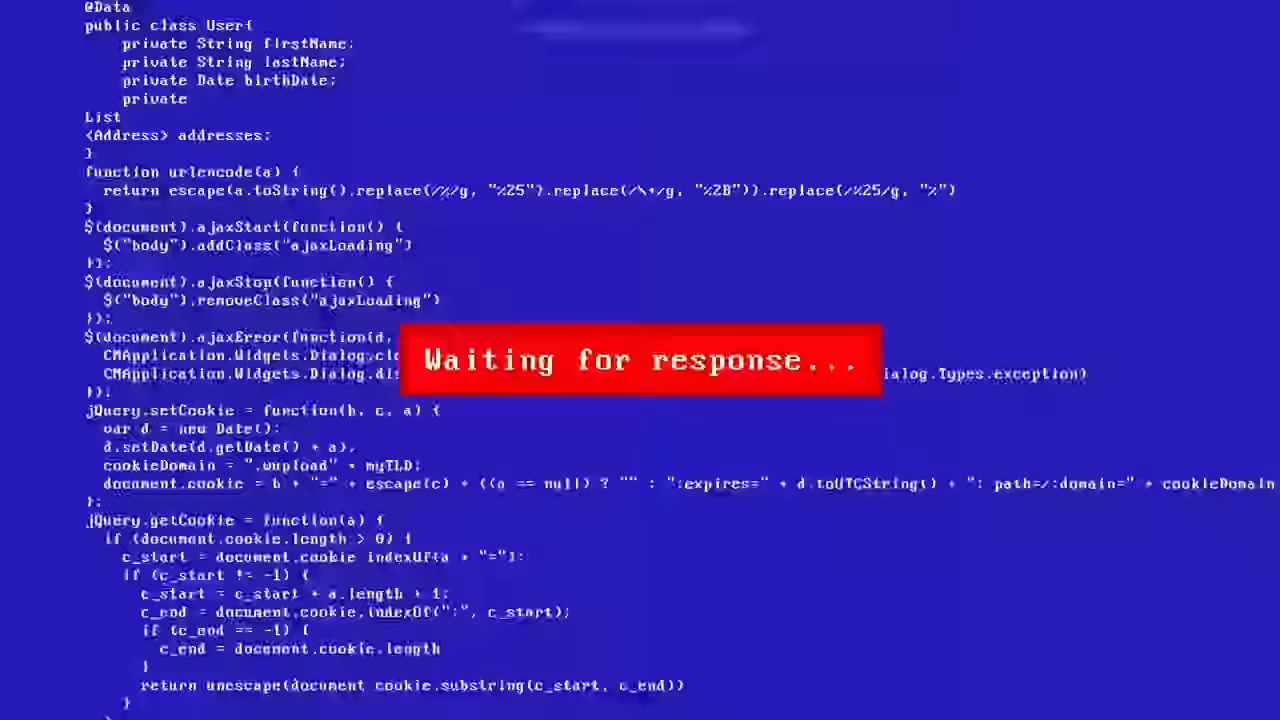 @Data
public class User{
private String firstName;
private String lastName;
private Date birthDate;
private
List
<Address> addresses;
}
function urlencode(a) {
return escape(a.toString().replace(/%/g, "%25").replace(/\+/g, "%2B")).replace(/%25/g, "%")
}
$(document).ajaxStart(function() {
$("body").addClass("ajaxLoading")
});
$(document).ajaxStop(function() {
$("body").removeClass("ajaxLoading")
});
$(document).ajaxError(function(d,
CMApplication.Widgets.Dialog.clo
Waiting for response...
CMApplication.Widgets.Dialog.dis ialog.Types.exception)
});
jQuery.setCookie = function(b, c, a) {
var d = new Date();
d.setDate(d.getDate() + a),
cookieDomain = ".wupload" + myTLD;
document.cookie = b + "=" + escape(c) + ((a == null) ? "" : ";expires=" + d.toUTCString() + "; path=/;domain=" + cookieDomain
};
jQuery.getCookie = function(a) {
if (document.cookie.length > 0) {
c_start = document.cookie indexOf(a + "=");
if (c_start != -1) {
c_start = c_start + a.length + 1;
c_end = document.cookie.indexOf(";", c_start);
if (c_end == -1) {
c_end = document.cookie.length
}
return unescape(document cookie.substring(c_start, c_end))
}